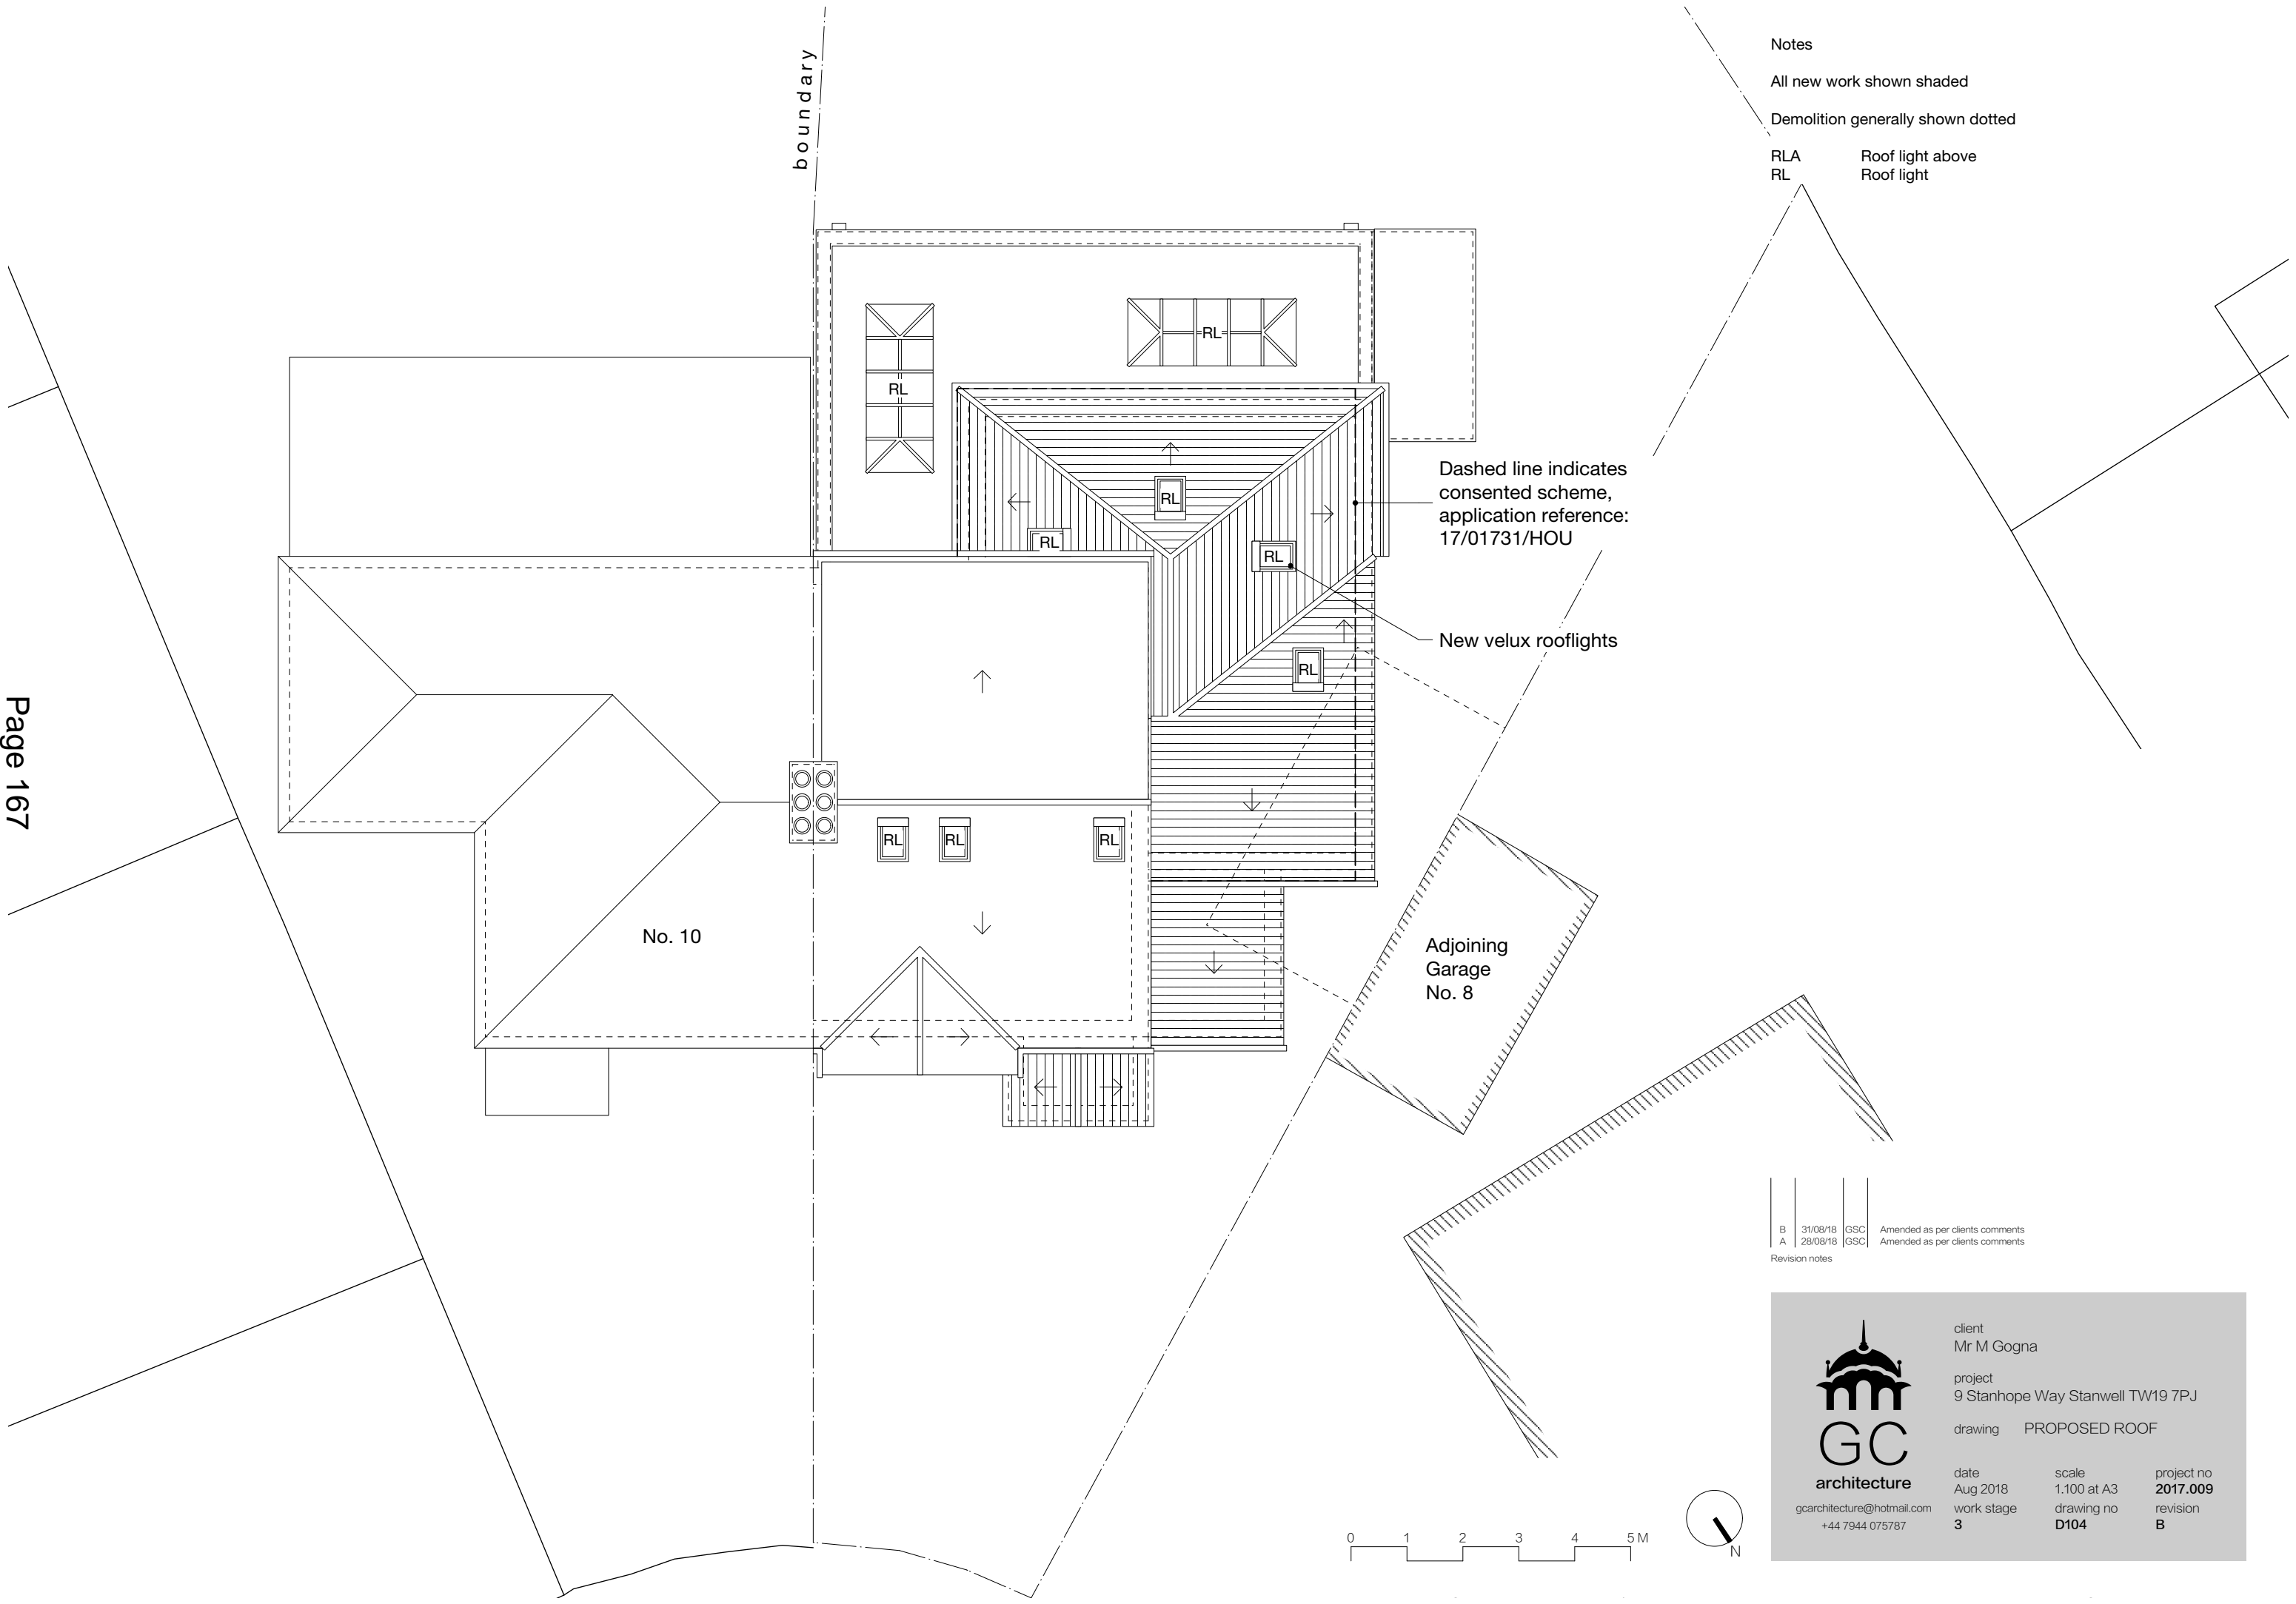 boundary
Notes
All new work shown shaded
Demolition generally shown dotted
RLA Roof light above
RL Roof light
RL
RL
Dashed line indicates
consented scheme,
application reference:
17/01731/HOU
RL
RL
RL
New velux rooflights
RL
Page 167
RL
RL
RL
No. 10
Adjoining
Garage
No. 8
B 31/08/18 GSC Amended as per clients comments
A 28/08/18 GSC Amended as per clients comments
Revision notes
client
Mr M Gogna
project
9 Stanhope Way Stanwell TW19 7PJ
drawing PROPOSED ROOF
GC
architecture
gcarchitecture@hotmail.com
+44 7944 075787
date scale project no
Aug 2018 1.100 at A3 2017.009
work stage drawing no revision
3 D104 B
0 1 2 3 4 5 M
N